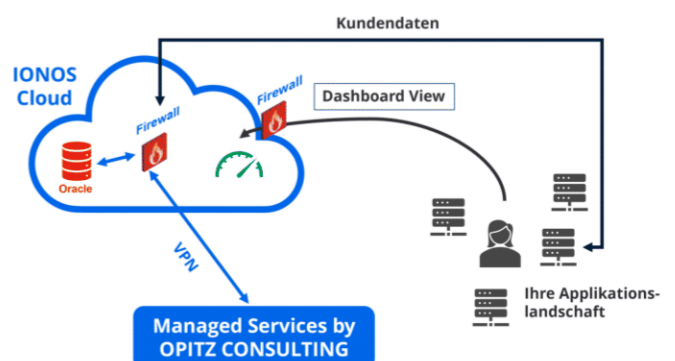 Kundendaten
IONOS
Cloud
Firewall
Firewall
Dashboard View
Oracle
VPN
Ihre Applikations-
landschaft
Managed Services by
OPITZ CONSULTING